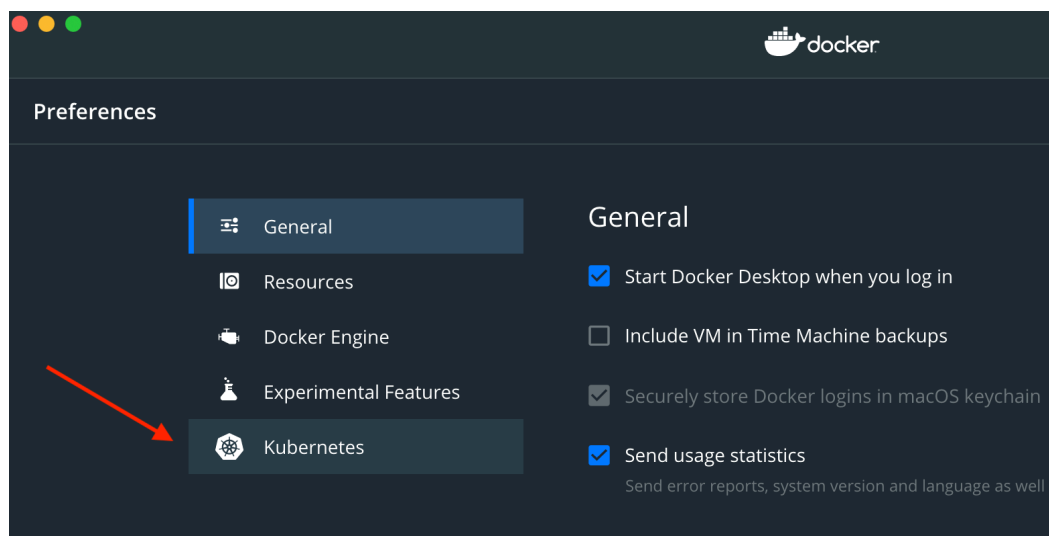 docker
Preferences
General
Resources
Docker Engine
Experimental Features
Kubernetes
General
Start Docker Desktop when you log in
Include VM in Time Machine backups
Securely store Docker logins in macOS keychain
Send usage statistics
Send error reports, system version and language as well